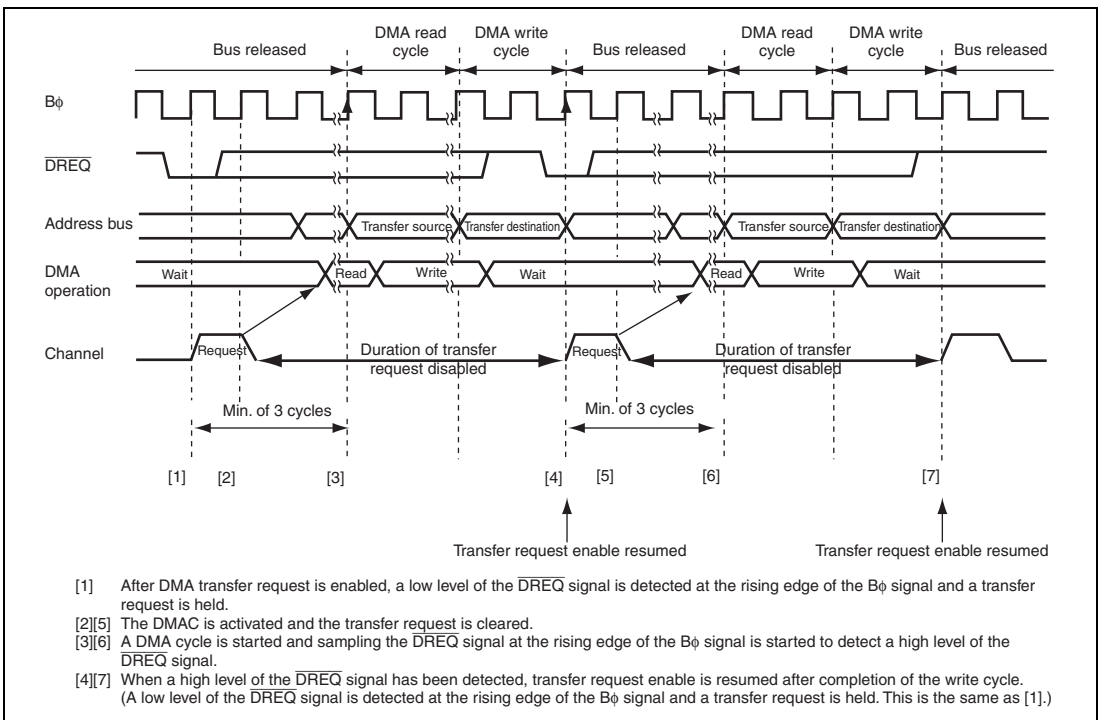 DMA read cycle
DMA write cycle
DMA read cycle
DMA write cycle
Bus released
Bus released
Bus released
Bφ
DREQ
Address bus
Transfer source
Transfer destination
Transfer source
Transfer destination
DMA operation
Wait
Read
Write
Wait
Read
Write
Wait
Channel
Request
Duration of transfer request disabled
Request
Duration of transfer request disabled
Min. of 3 cycles
Min. of 3 cycles
[1]
[2]
[3]
[4]
[5]
[6]
[7]
Transfer request enable resumed
Transfer request enable resumed
[1] After DMA transfer request is enabled, a low level of the DREQ signal is detected at the rising edge of the Bφ signal and a transfer
request is held.
[2][5] The DMAC is activated and the transfer request is cleared.
[3][6] A DMA cycle is started and sampling the DREQ signal at the rising edge of the Bφ signal is started to detect a high level of the
DREQ signal.
[4][7] When a high level of the DREQ signal has been detected, transfer request enable is resumed after completion of the write cycle.
(A low level of the DREQ signal is detected at the rising edge of the Bφ signal and a transfer request is held. This is the same as [1].)